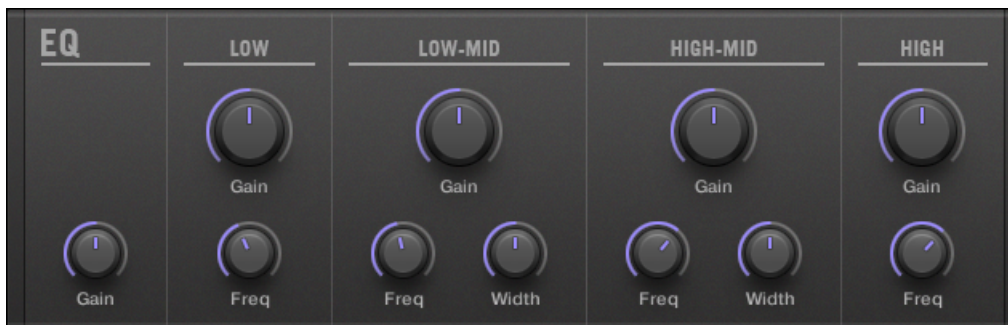 EQ
LOW
LOW-MID
HIGH-MID
HIGH
Gain
Gain
Gain
Gain
Gain
Freq
Freq
Width
Freq
Width
Freq